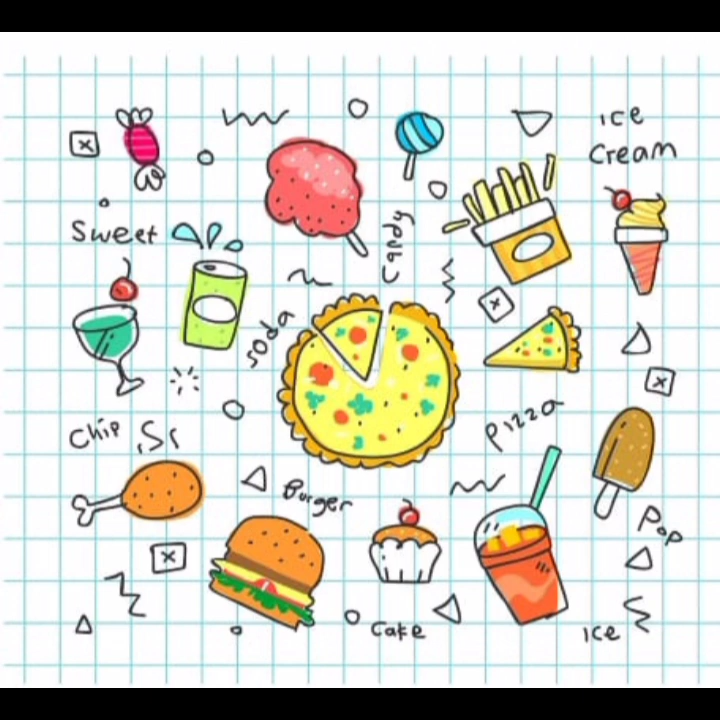 Ice
Cream
Sweet
Candy
Soda
Pizza
Chip
Burger
Pop
Cake
Ice